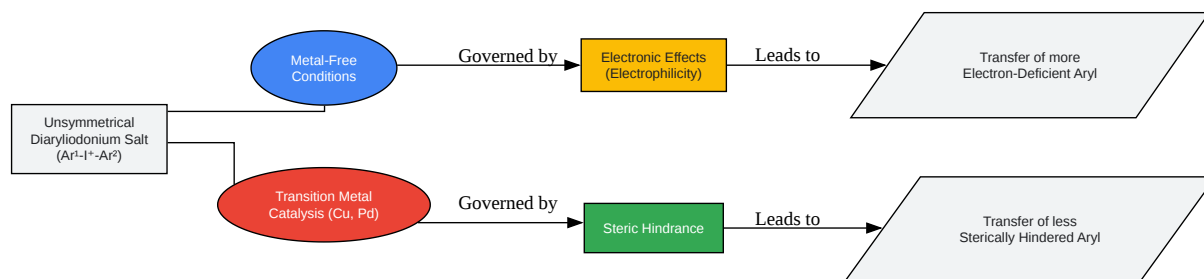 Unsymmetrical
Diaryliodonium Salt
(Ar¹-I⁺-Ar²)
Metal-Free
Conditions
Governed by
Electronic Effects
(Electrophilicity)
Leads to
Transfer of more
Electron-Deficient Aryl
Transition Metal
Catalysis (Cu, Pd)
Governed by
Steric Hindrance
Leads to
Transfer of less
Sterically Hindered Aryl